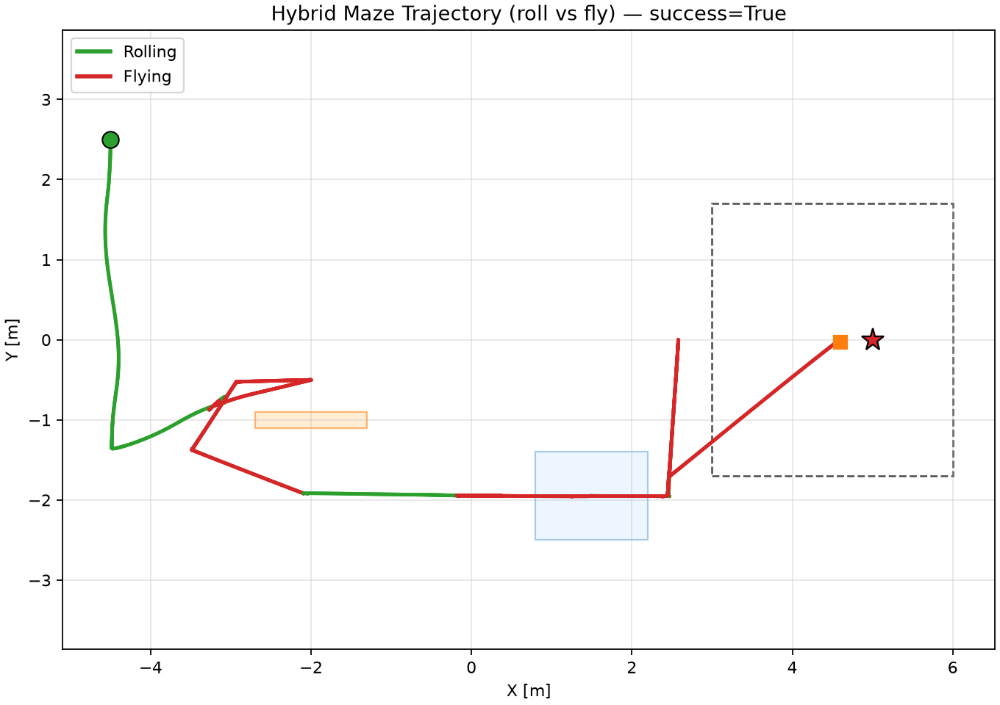 Hybrid Maze Trajectory (roll vs fly) — success=True
Rolling
Flying
3
2
1
0
−1
−2
−3
Y [m]
−4
−2
0
2
4
6
X [m]